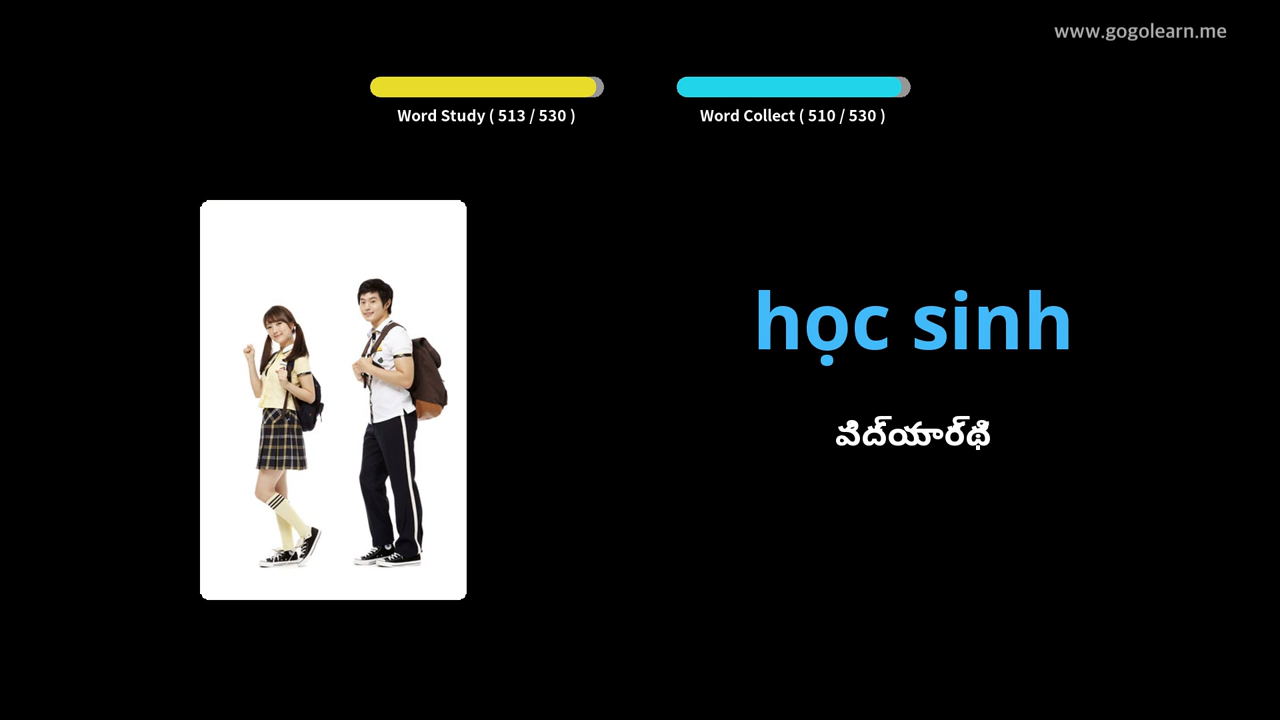 www.gogolearn.me
Word Study ( 513 / 530 )
Word Collect ( 510 / 530 )
học sinh
విద్యార్థి